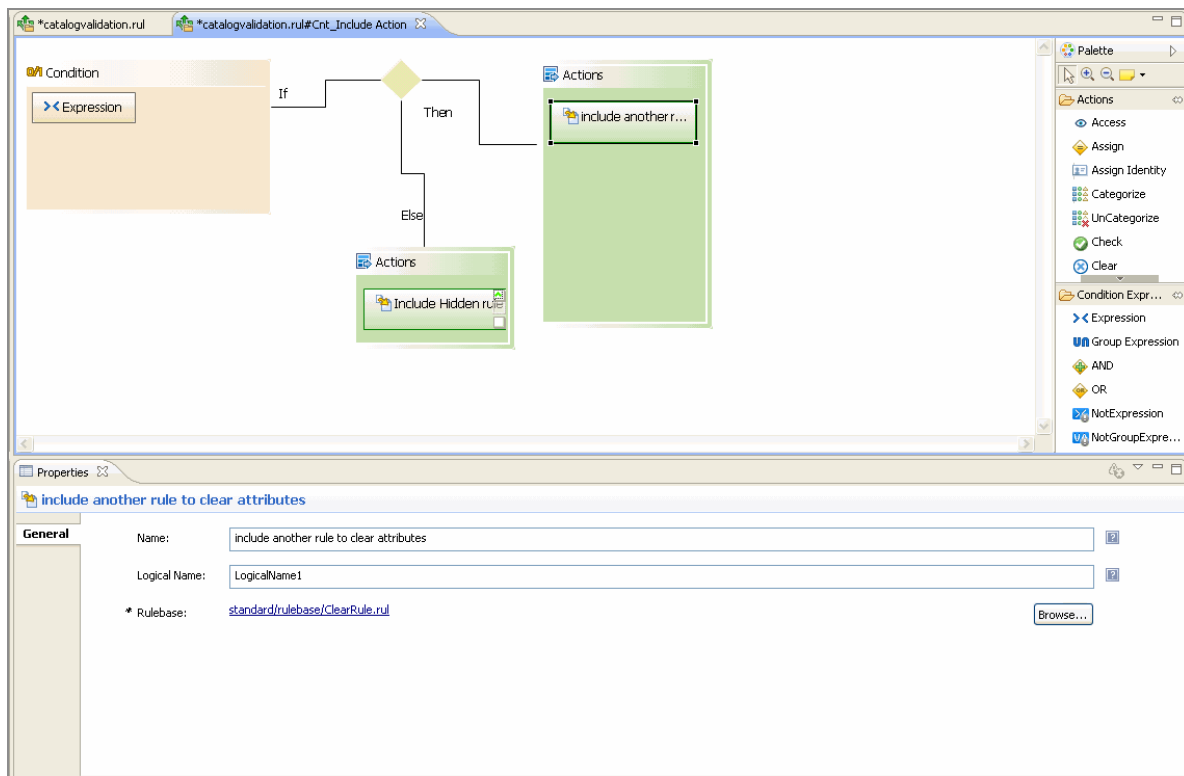 *catalogvalidation.rul
*catalogvalidation.rul#Cnt_Include Action
Condition
Expression
If
Then
Else
Actions
include another r...
Actions
Include Hidden rule
Palette
Actions
Access
Assign
Assign Identity
Categorize
UnCategorize
Check
Clear
Condition Expr...
Expression
Group Expression
AND
OR
NotExpression
NotGroupExpre...
Properties
include another rule to clear attributes
General
Name:
include another rule to clear attributes
Logical Name:
LogicalName1
* Rulebase:
standard/rulebase/ClearRule.rul
Browse...